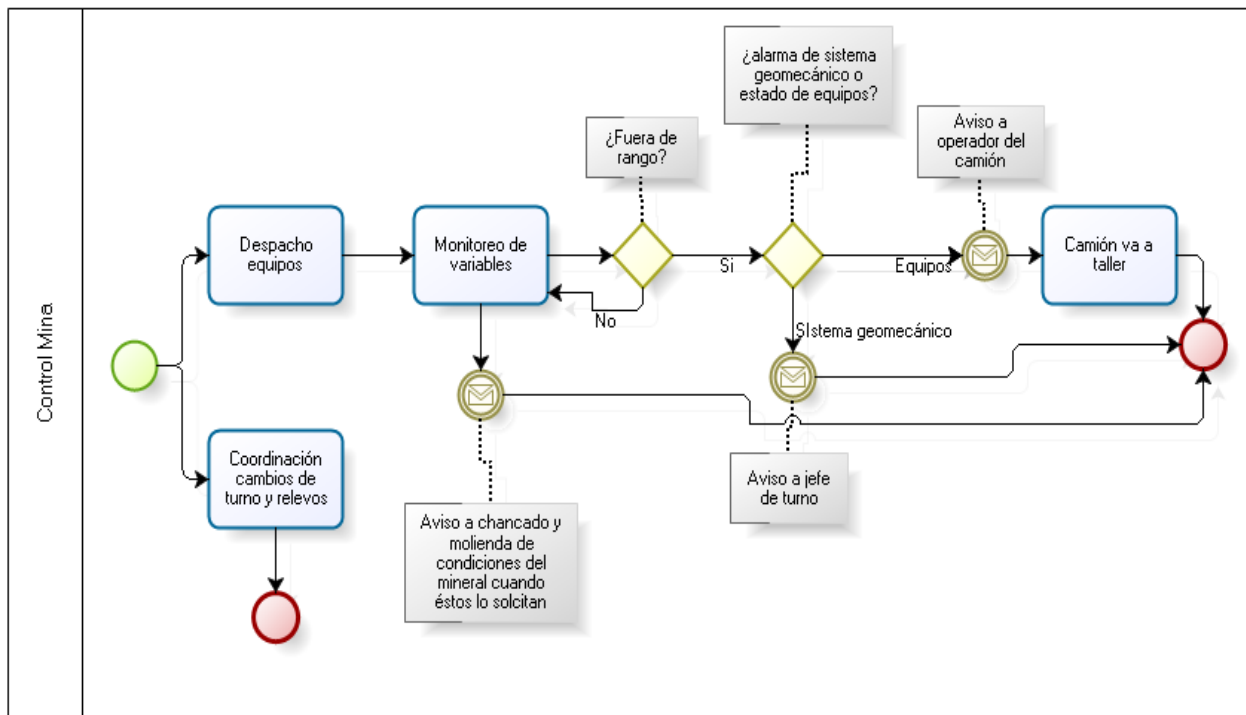 Control Mina
¿alarma de sistema
geomecánico o
estado de equipos?
¿Fuera de
rango?
Aviso a
operador del
camión
Despacho
equipos
Monitoreo de
variables
Si
Equipos
Camión va a
taller
No
SIstema geomecánico
Coordinación
cambios de
turno y relevos
Aviso a jefe
de turno
Aviso a chancado y
molienda de
condiciones del
mineral cuando
éstos lo solcitan